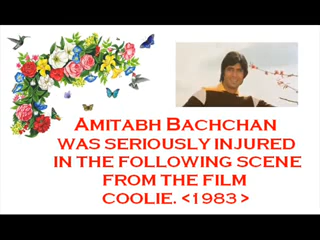 AMITABH BACHCHAN
WAS SERIOUSLY INJURED
IN THE FOLLOWING SCENE
FROM THE FILM
COOLIE. <1983>